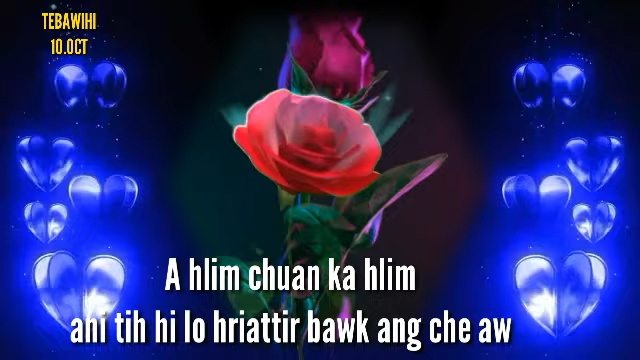 TEBAWIHI
10.OCT
A hlim chuan ka hlim
ani tih hi lo hriattir bawk ang che aw